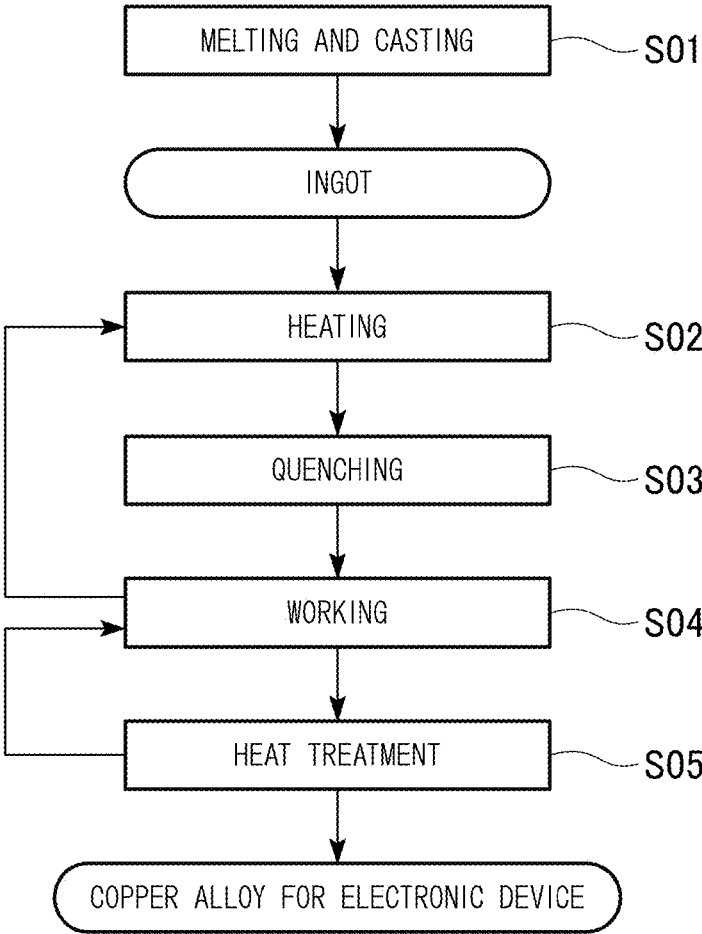 MELTING AND CASTING
S01
INGOT
HEATING
S02
QUENCHING
S03
WORKING
S04
HEAT TREATMENT
S05
COPPER ALLOY FOR ELECTRONIC DEVICE